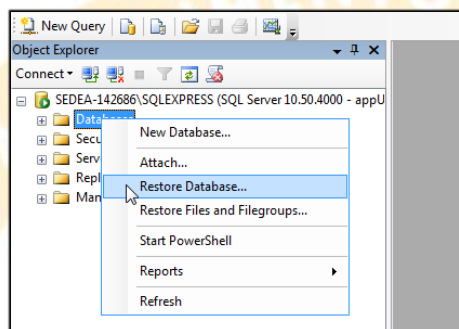 New Query
Object Explorer
Connect
SEDEA-142686\SQLEXPRESS (SQL Server 10.50.4000 - appU
Data
New Database...
Secu
Attach...
Serv
Restore Database...
Repl
Restore Files and Filegroups...
Man
Start PowerShell
Reports
Refresh